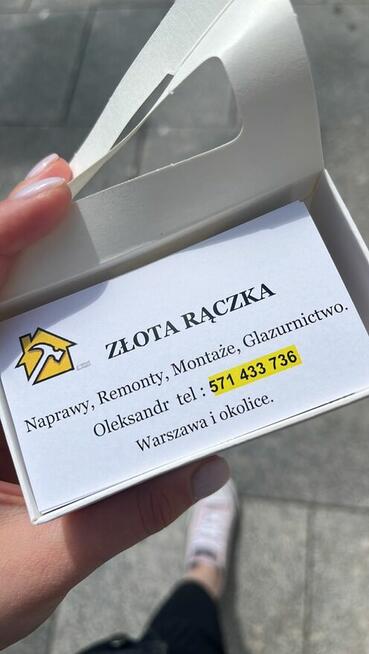 ZŁOTA RĄCZKA
Naprawy, Remonty, Montaże, Glazurnictwo.
Oleksandr tel : 571 433 736
Warszawa i okolice.